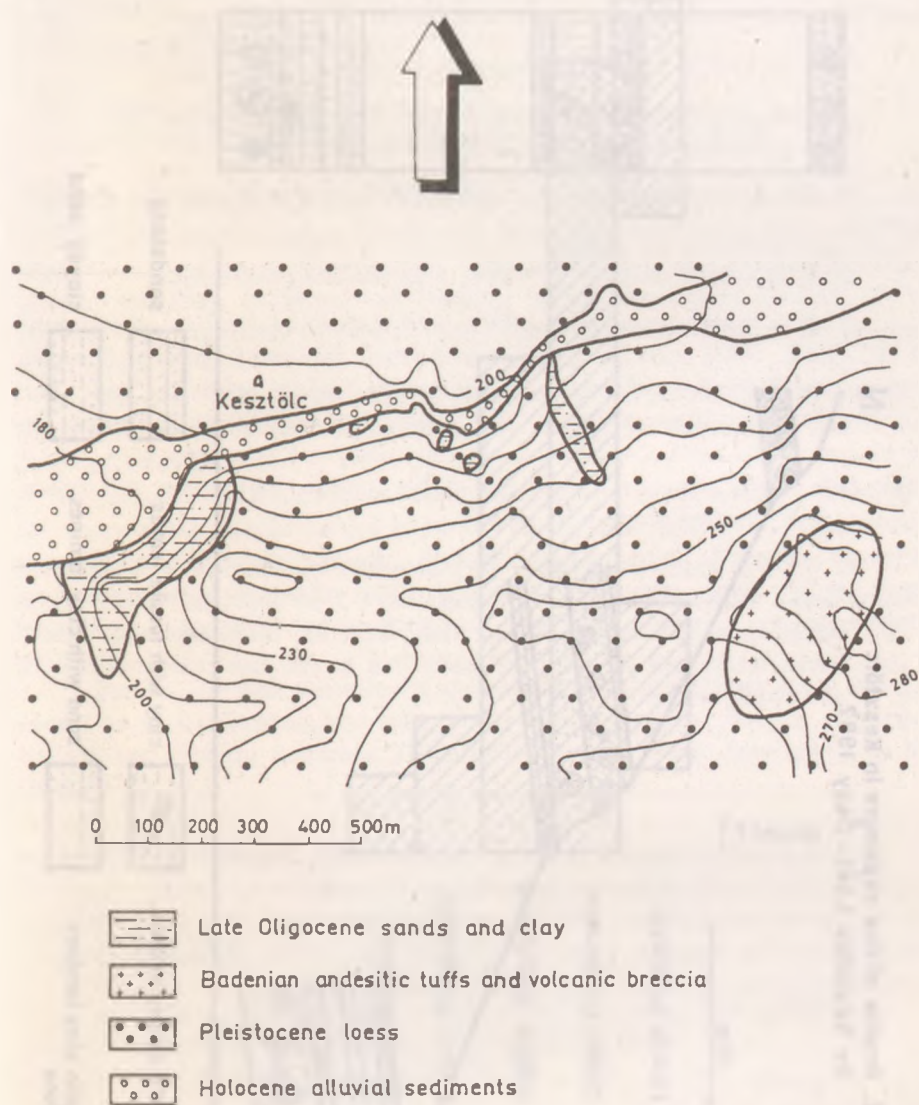 200
Kesztölc
180
250
230
200
280
270
0 100 200 300 400 500m
Late Oligocene sands and clay
Badenian andesitic tuffs and volcanic breccia
Pleistocene loess
Holocene alluvial sediments